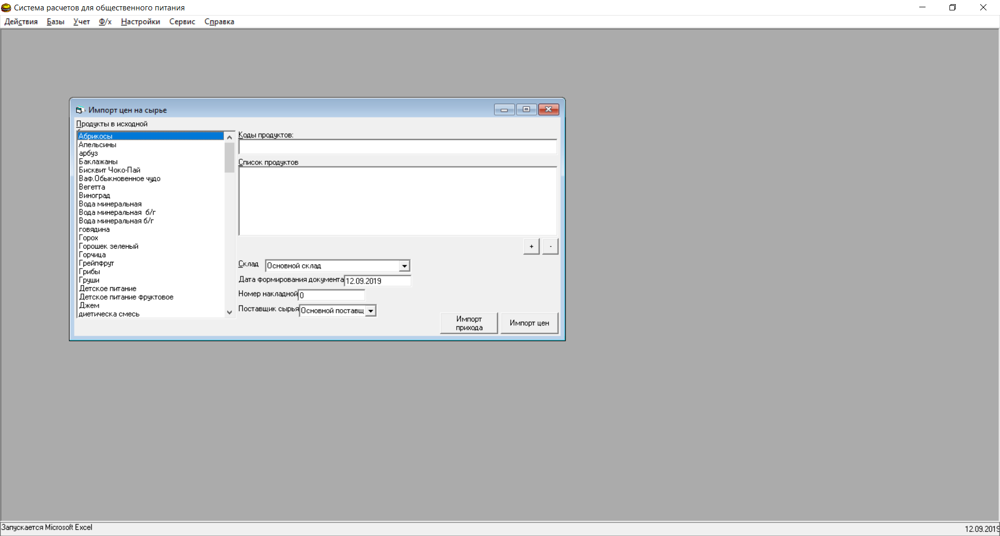 Система расчетов для общественного питания
Действия Базы Учет Ф/х Настройки Сервис Справка
Импорт цен на сырье
Продукты в исходной
Абрикосы
Апельсины
арбуз
Баклажаны
Бисквит Чоко-Пай
Ваф.Обыкновенное чудо
Вегетта
Виноград
Вода минеральная
Вода минеральная  б/г
Вода минеральная б/г
говядина
Горох
Горошек зеленый
Горчица
Грейпфрут
Грибы
Груши
Детское питание
Детское питание фруктовое
Джем
диетическа смесь
Коды продуктов:
Список продуктов
+ -
Склад Основной склад
Дата формирования документа 12.09.2019
Номер накладной 0
Поставщик сырья Основной поставщ
Импорт
прихода
Импорт цен
Запускается Microsoft Excel
12.09.2019